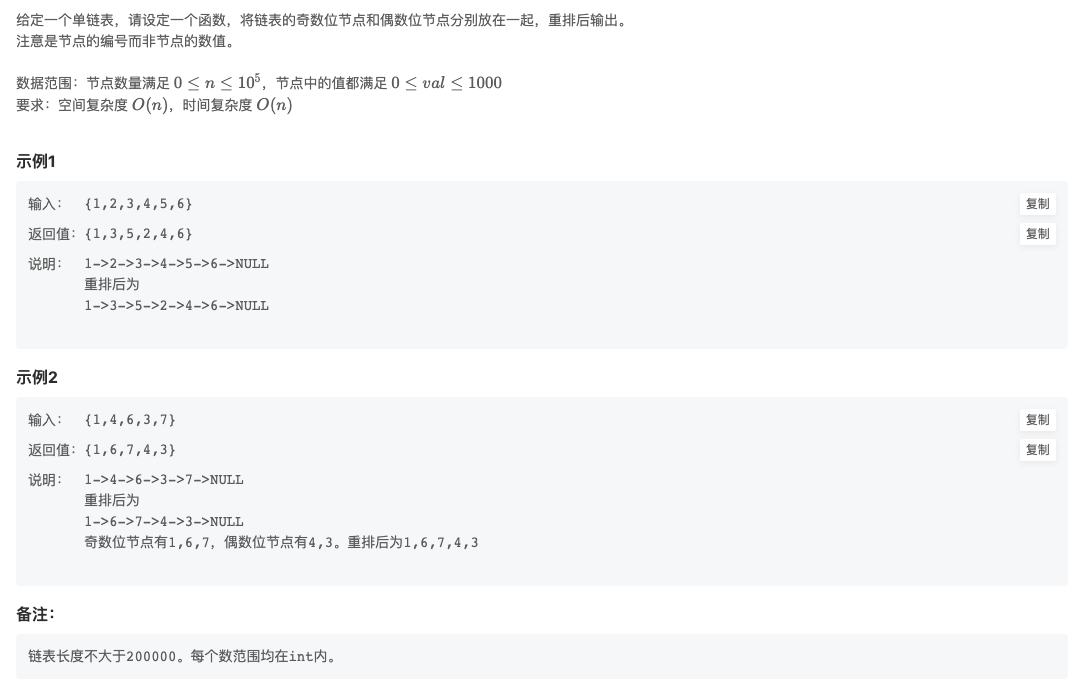 给定一个单链表，请设定一个函数，将链表的奇数位节点和偶数位节点分别放在一起，重排后输出。
注意是节点的编号而非节点的数值。
数据范围：节点数量满足 0 ≤ n ≤ 10^5，节点中的值都满足 0 ≤ val ≤ 1000
要求：空间复杂度 O(n)，时间复杂度 O(n)
示例1
输入： {1,2,3,4,5,6} 复制
返回值：{1,3,5,2,4,6} 复制
说明： 1->2->3->4->5->6->NULL
重排后为
1->3->5->2->4->6->NULL
示例2
输入： {1,4,6,3,7} 复制
返回值：{1,6,7,4,3} 复制
说明： 1->4->6->3->7->NULL
重排后为
1->6->7->4->3->NULL
奇数位节点有1,6,7，偶数位节点有4,3。重排后为1,6,7,4,3
备注：
链表长度不大于200000。每个数范围均在int内。